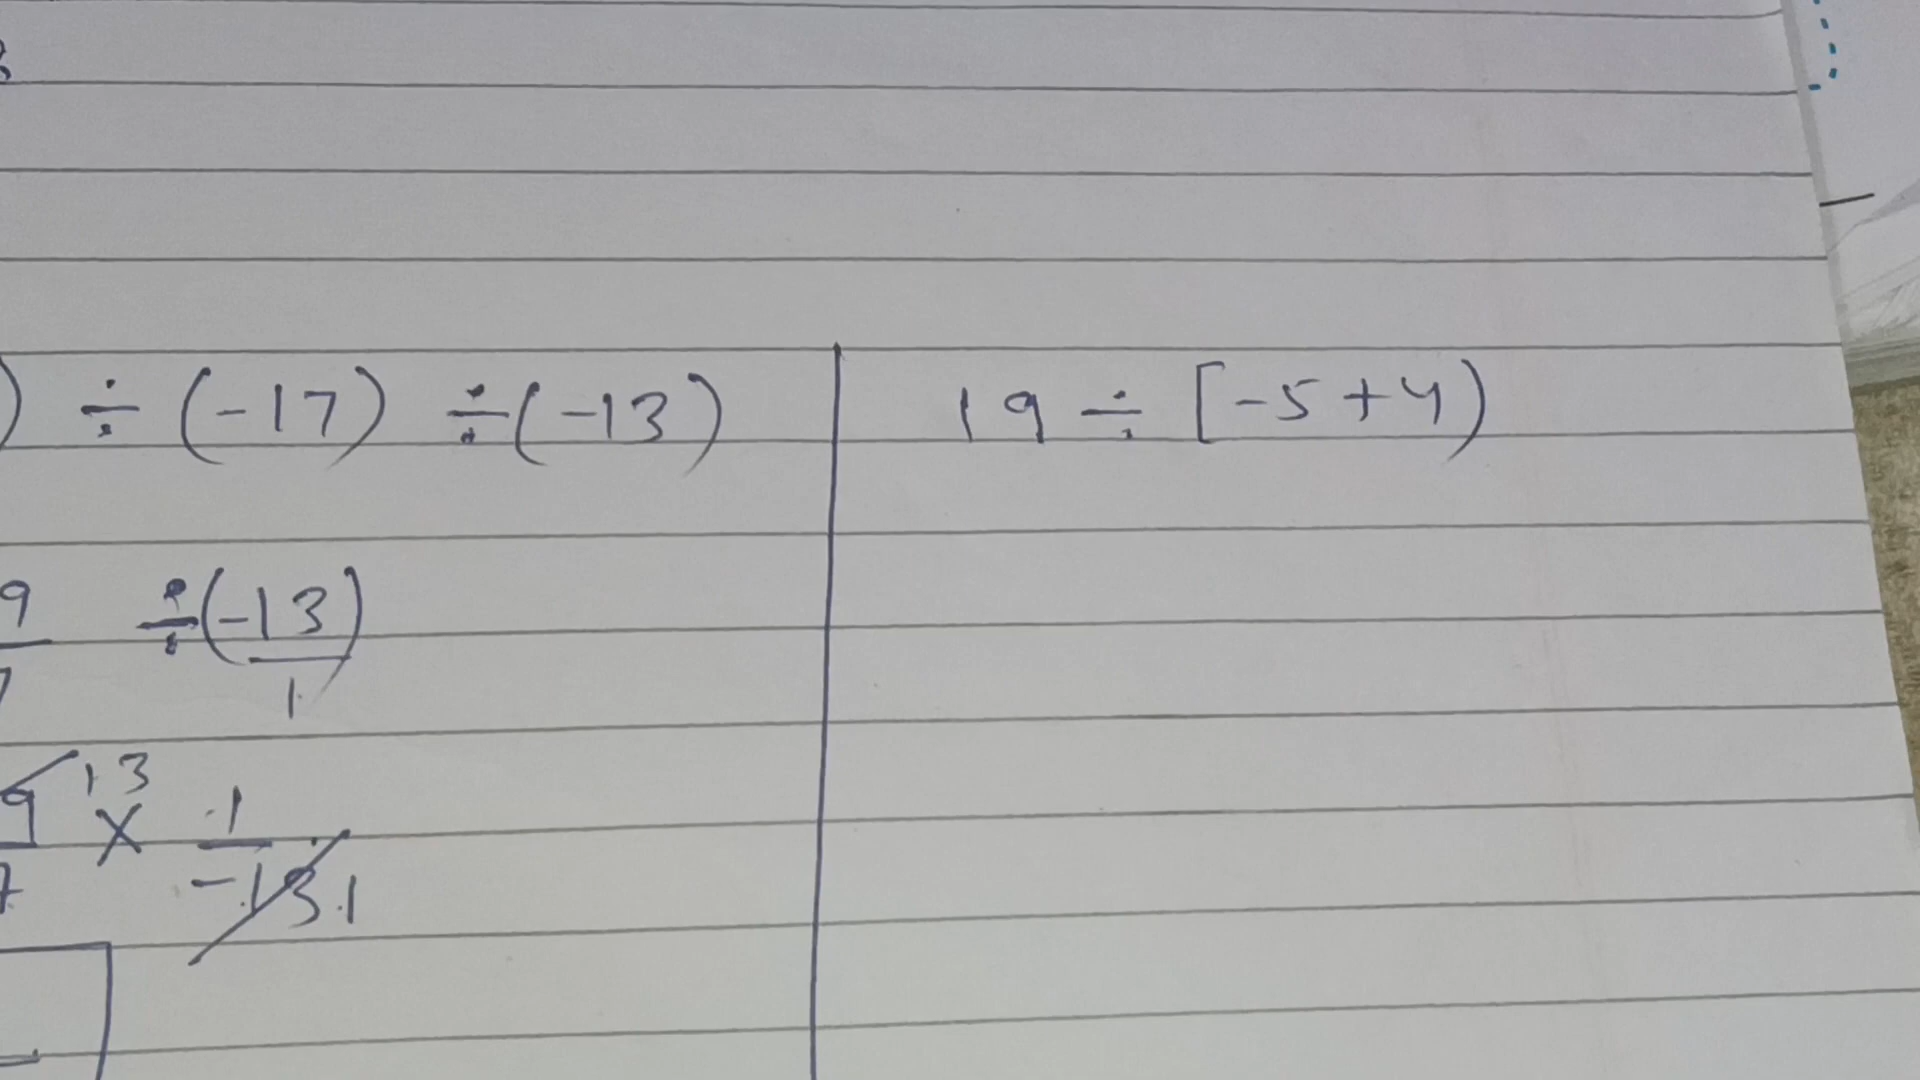 ) ÷ (-17) ÷ (-13)
19 ÷ [-5+4)
9 ÷ (-13)
1
9 13 × 1
-13 1